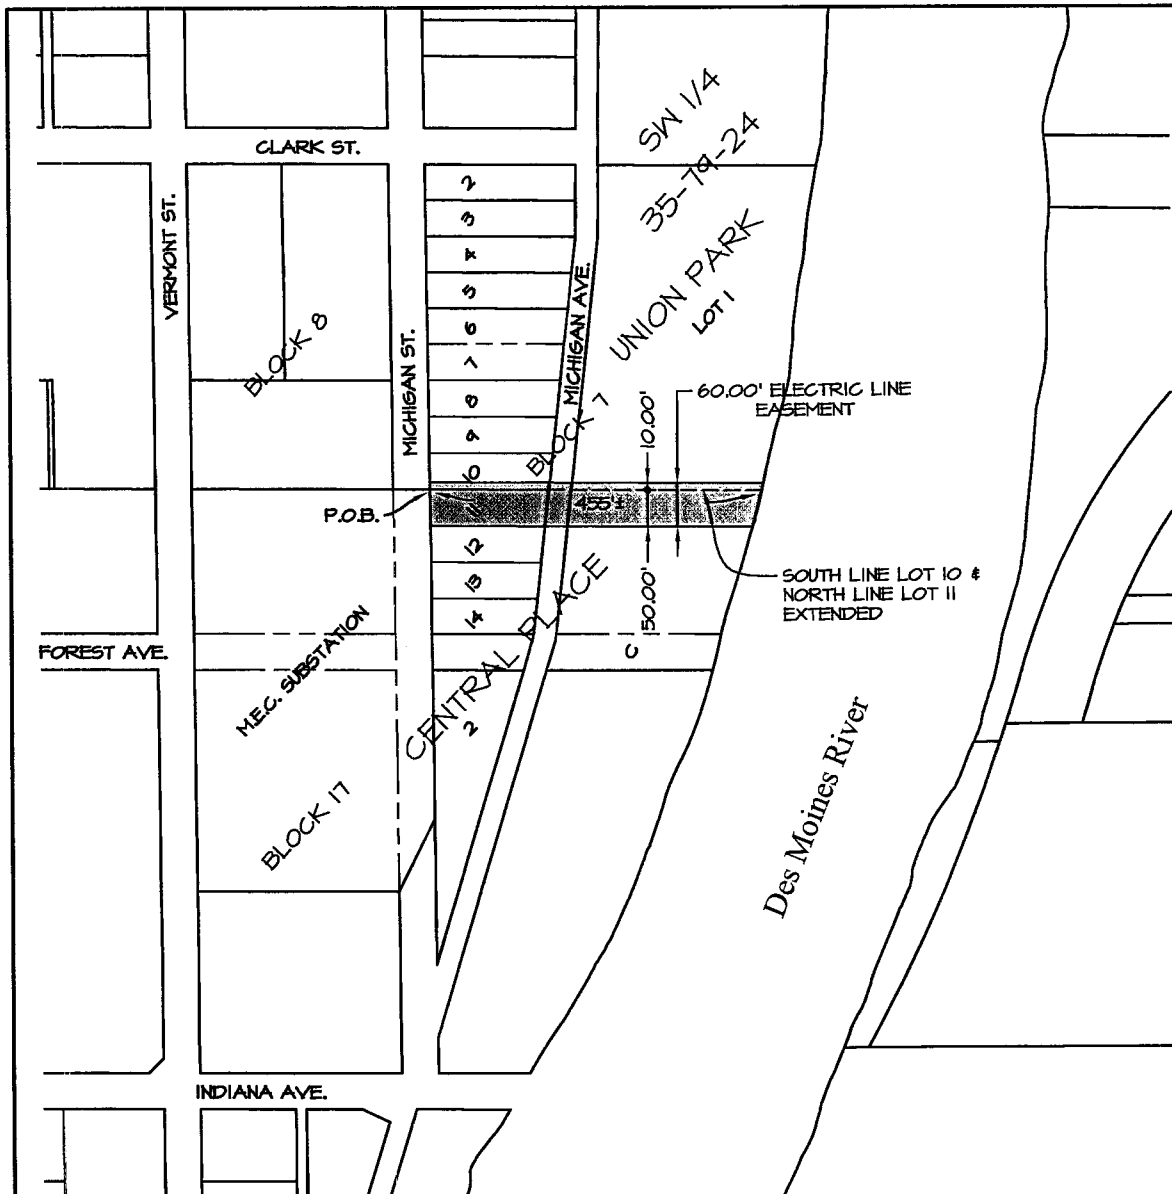 CLARK ST.
SW 1/4
35-79-24
VERMONT ST.
2
3
4
5
6
7
8
9
10
11
12
13
14
MICHIGAN AVE.
UNION PARK
LOT 1
BLOCK 8
MICHIGAN ST.
BLOCK 7
60.00' ELECTRIC LINE
EASEMENT
10.00'
P.O.B.
455'±
50.00'
SOUTH LINE LOT 10 &
NORTH LINE LOT 11
EXTENDED
FOREST AVE.
M.E.C. SUBSTATION
CENTRAL PLACE
2
C
BLOCK 17
Des Moines River
INDIANA AVE.